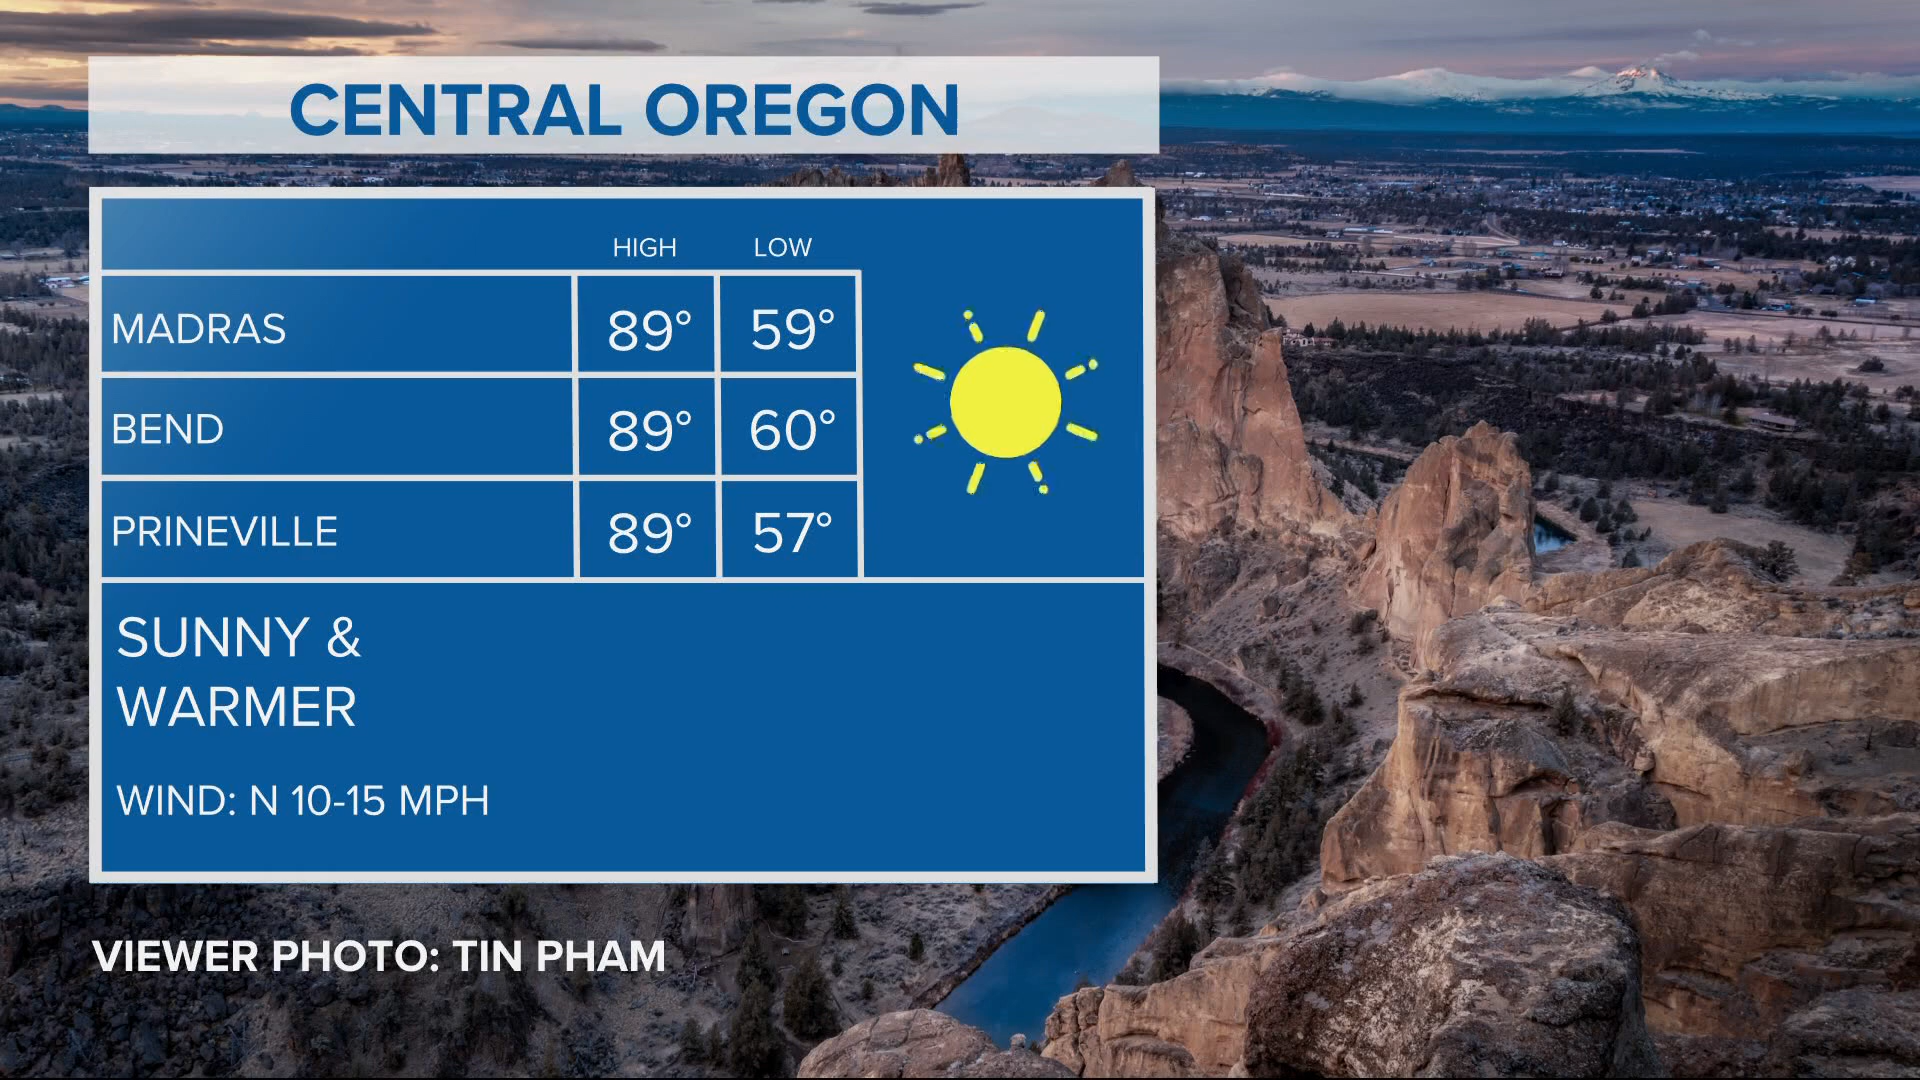 CENTRAL OREGON
HIGH LOW
MADRAS 89° 59°
BEND 89° 60°
PRINEVILLE 89° 57°
SUNNY &
WARMER
WIND: N 10-15 MPH
VIEWER PHOTO: TIN PHAM